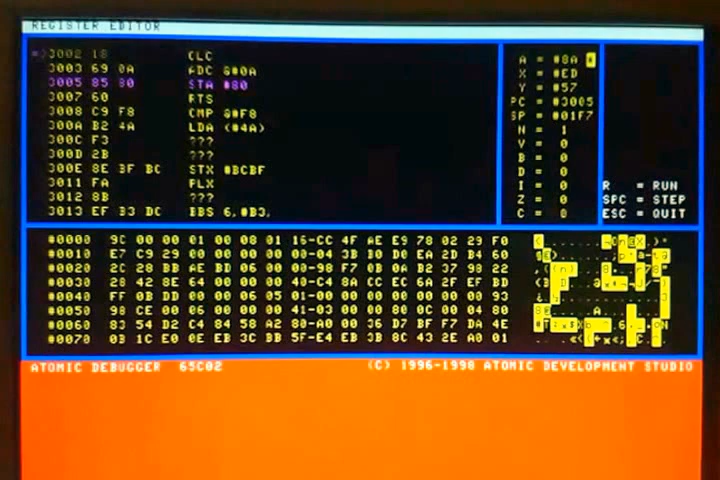 REGISTER EDITOR
3002 18 CLC
3003 69 0A ADC &#0A
3005 85 80 STA #80
3007 60 RTS
3008 C9 F8 CMP &#F8
300A B2 4A LDA (#4A)
300C F3 ???
300D 2B ???
300E 8E BF BC STX #BCBF
3011 FA PLX
3012 8B ???
3013 EF B3 DC BBS 6,#B3,
A = #8A
X = #ED
Y = #57
PC = #3005
SP = #01F7
N = 1
V = 0
B = 0
D = 0
I = 0
Z = 0
C = 0
R = RUN
SPC = STEP
ESC = QUIT
#0000 9C 00 00 01 00 08 01 16-CC 4F AE E9 78 02 29 F0
#0010 E7 C9 29 00 00 00 00 00-04 3B B0 D0 EA 2D B4 60
#0020 2C 28 BB AE BD 06 00 00-98 F7 0B 0A B2 37 98 22
#0030 28 42 8E 64 00 00 00 00-40 C4 8A CC EC 6A 2F EF BD
#0040 FF 0B DD 00 00 06 05 01-00 00 00 00 00 00 00 93
#0050 98 CE 00 00 00 00 00 41-03 00 00 80 0C 00 04 80
#0060 83 54 D2 C4 84 58 A2 80-A0 00 36 D7 BF F7 DA 4E
#0070 0B 1C E0 0E EB 3C BB 5F-E4 EB 3B 8C 43 2E A0 01
ATOMIC DEBUGGER 65C02 (C) 1996-1998 ATOMIC DEVELOPMENT STUDIO